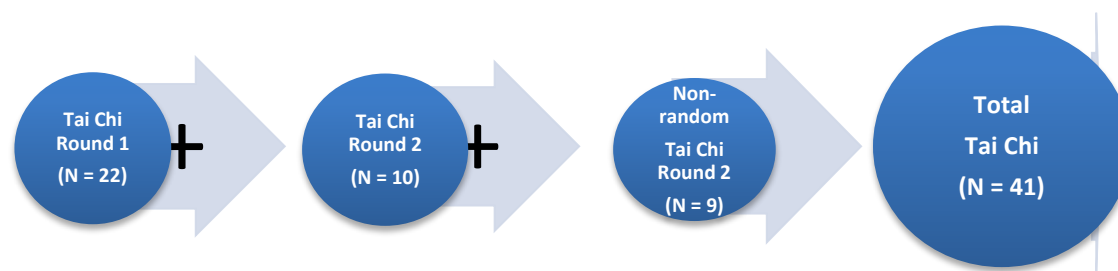 Tai Chi
Round 1
(N = 22)
+
Tai Chi
Round 2
(N = 10)
+
Non-
random
Tai Chi
Round 2
(N = 9)
Total
Tai Chi
(N = 41)